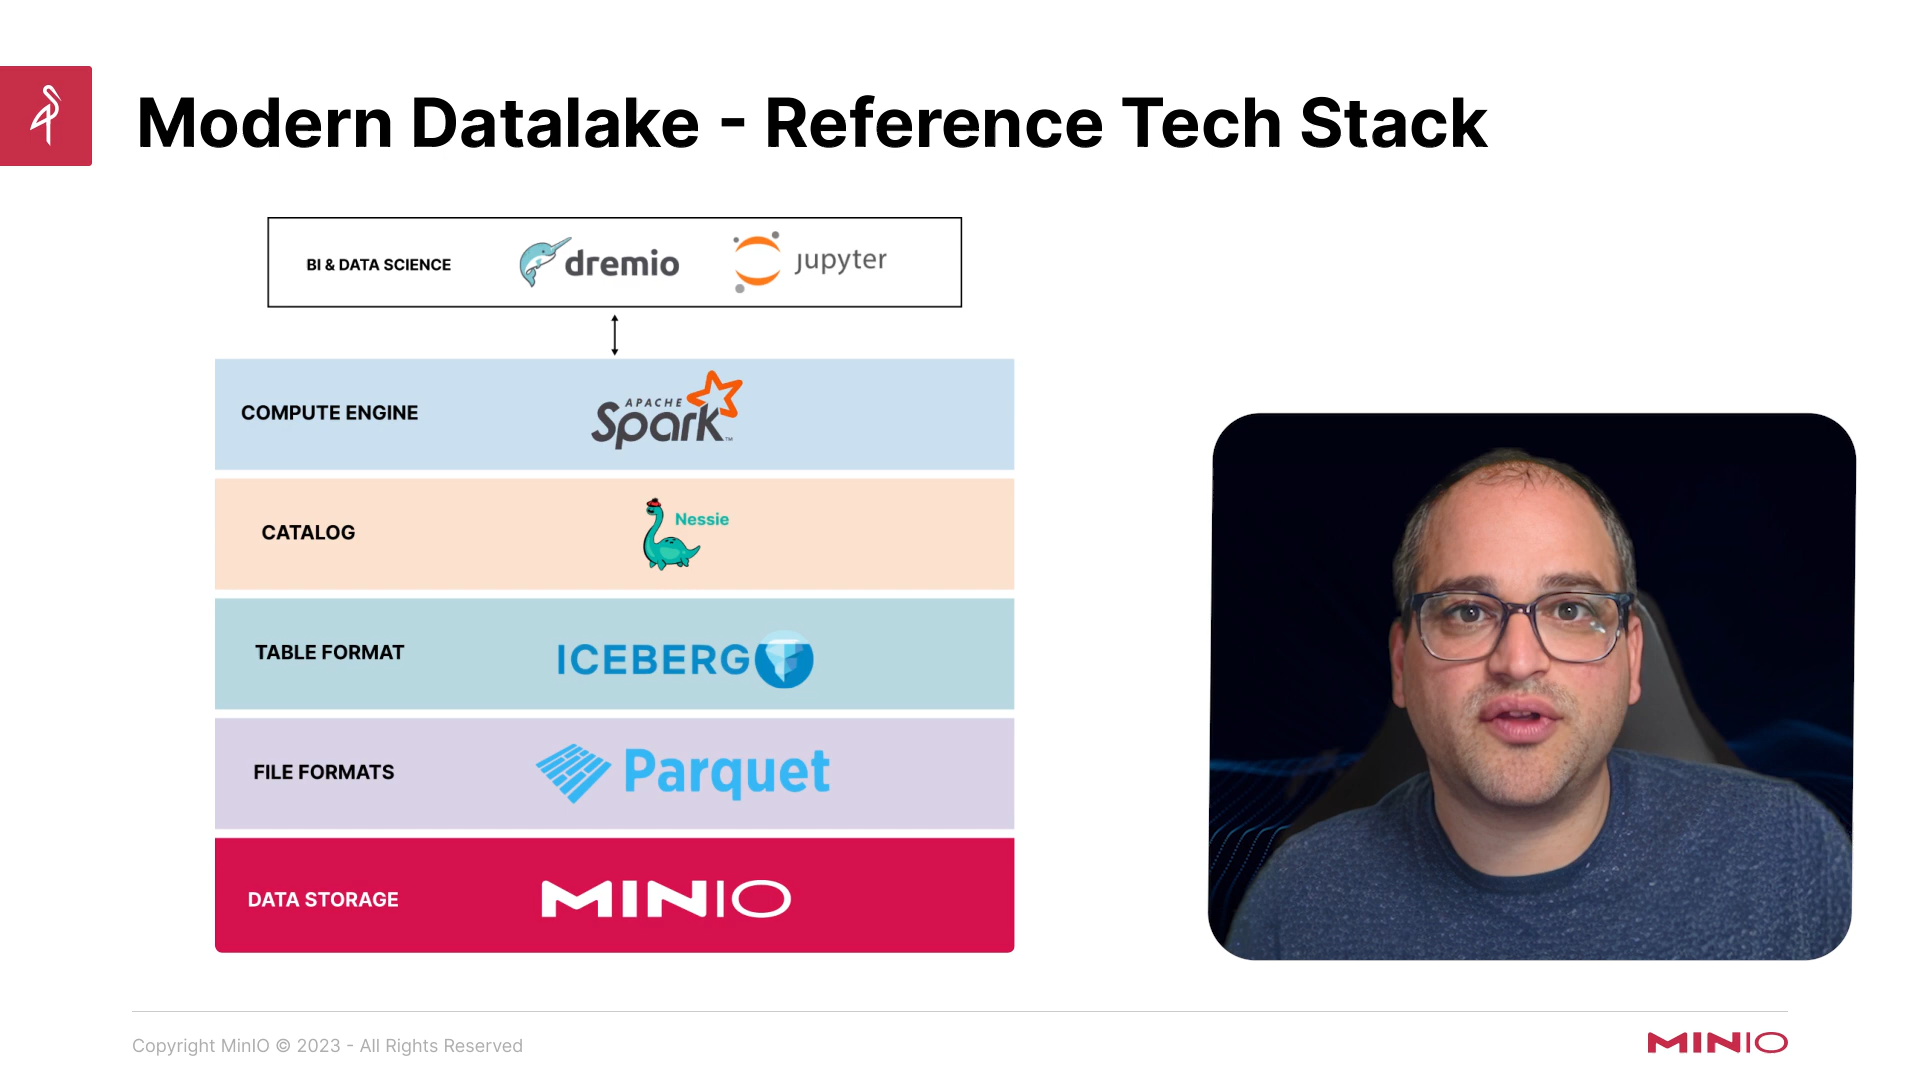 Modern Datalake - Reference Tech Stack
BI & DATA SCIENCE
dremio
jupyter
COMPUTE ENGINE
APACHE
Spark™
CATALOG
Nessie
TABLE FORMAT
ICEBERG
FILE FORMATS
Parquet
DATA STORAGE
MINIO
Copyright MinIO © 2023 - All Rights Reserved
MINIO